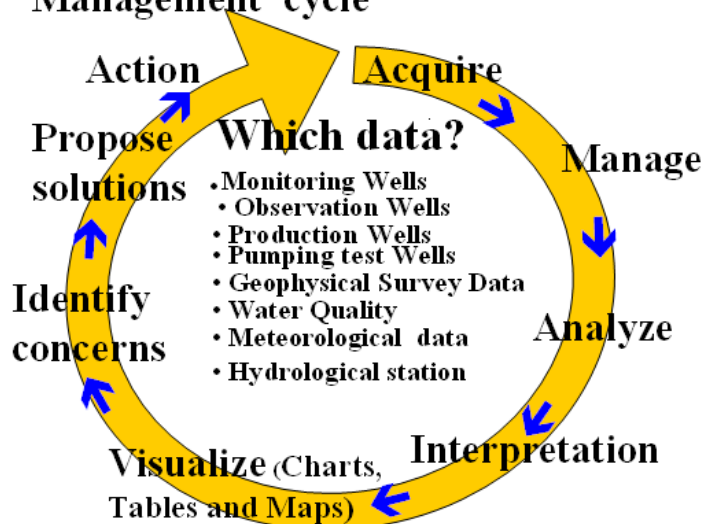 Management cycle
Action
Acquire
Propose
solutions
Which data?
Manage
• Monitoring Wells
• Observation Wells
• Production Wells
• Pumping test Wells
• Geophysical Survey Data
• Water Quality
• Meteorological data
• Hydrological station
Identify
concerns
Analyze
Interpretation
Visualize (Charts,
Tables and Maps)